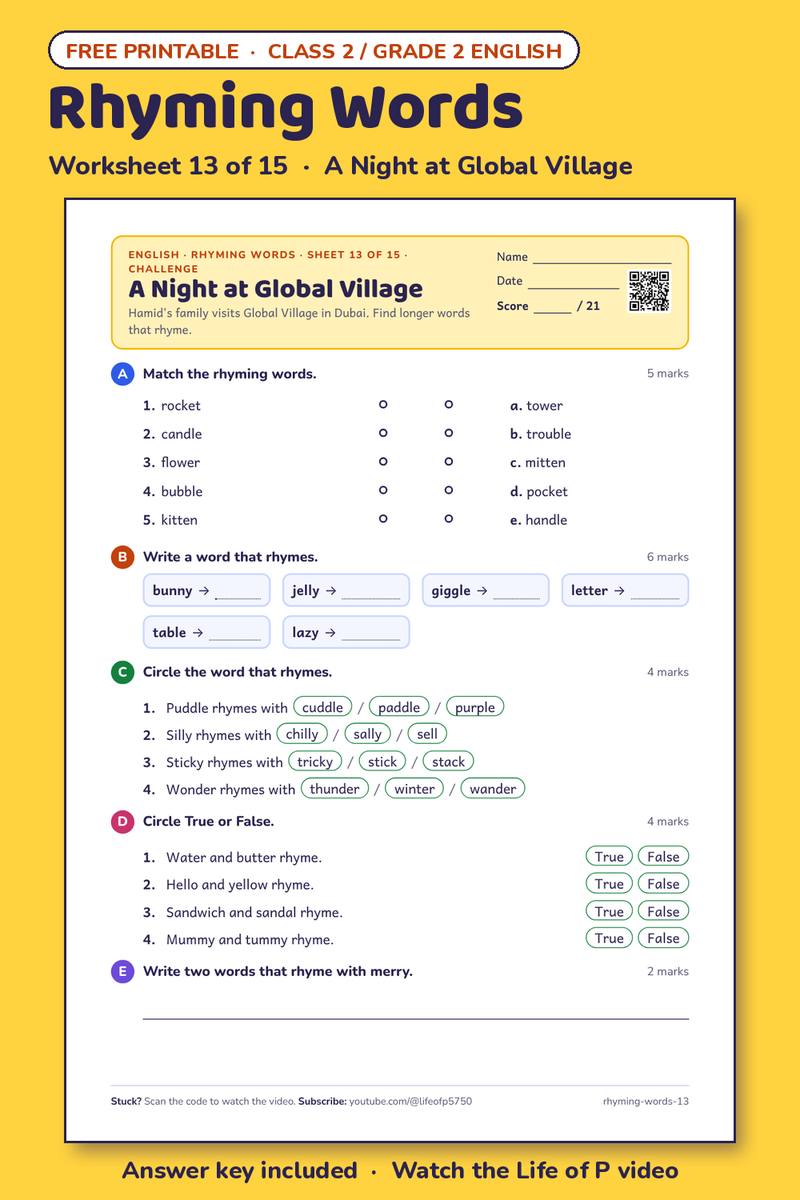 FREE PRINTABLE · CLASS 2 / GRADE 2 ENGLISH
Rhyming Words
Worksheet 13 of 15 · A Night at Global Village
ENGLISH · RHYMING WORDS · SHEET 13 OF 15 ·
CHALLENGE
A Night at Global Village
Hamid's family visits Global Village in Dubai. Find longer words
that rhyme.
Name
Date
Score / 21
A Match the rhyming words. 5 marks
1. rocket a. tower
2. candle b. trouble
3. flower c. mitten
4. bubble d. pocket
5. kitten e. handle
B Write a word that rhymes. 6 marks
bunny → jelly → giggle → letter →
table → lazy →
C Circle the word that rhymes. 4 marks
1. Puddle rhymes with cuddle / paddle / purple
2. Silly rhymes with chilly / sally / sell
3. Sticky rhymes with tricky / stick / stack
4. Wonder rhymes with thunder / winter / wander
D Circle True or False. 4 marks
1. Water and butter rhyme. True False
2. Hello and yellow rhyme. True False
3. Sandwich and sandal rhyme. True False
4. Mummy and tummy rhyme. True False
E Write two words that rhyme with merry. 2 marks
Stuck? Scan the code to watch the video. Subscribe: youtube.com/@lifeofp5750 rhyming-words-13
Answer key included · Watch the Life of P video